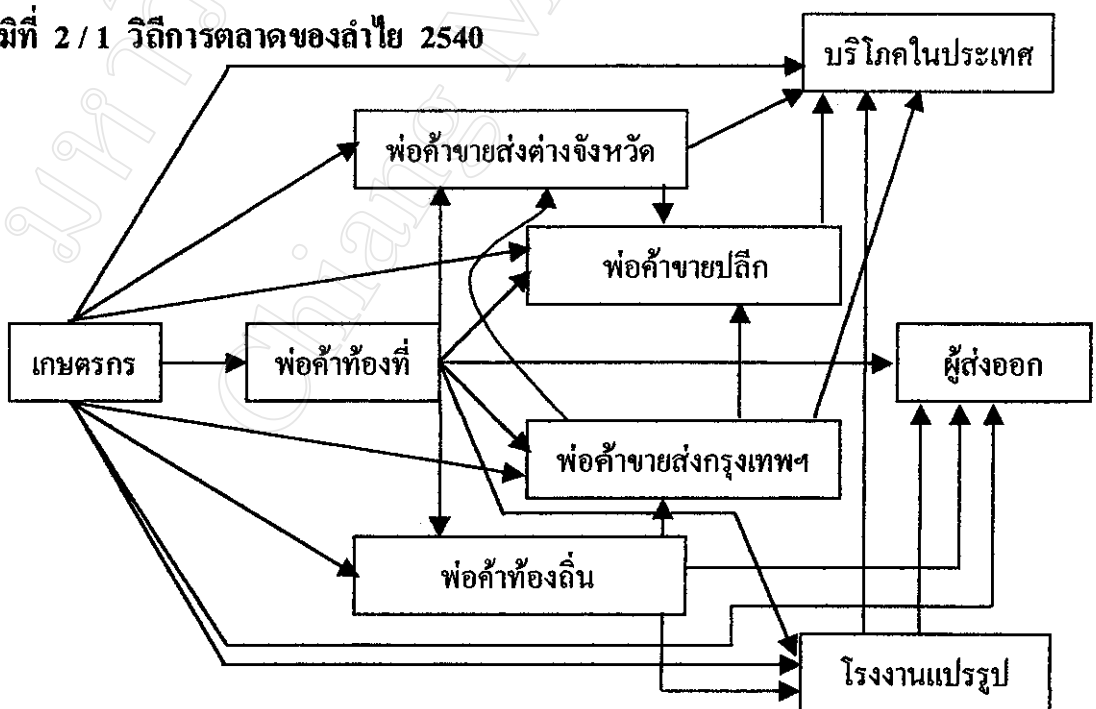 มิที่ 2 / 1 วิถีการตลาดของลำไย 2540
บริโภคในประเทศ
พ่อค้าขายส่งต่างจังหวัด
พ่อค้าขายปลีก
เกษตรกร
พ่อค้าท้องที่
ผู้ส่งออก
พ่อค้าขายส่งกรุงเทพฯ
พ่อค้าท้องถิ่น
โรงงานแปรรูป
Chiang